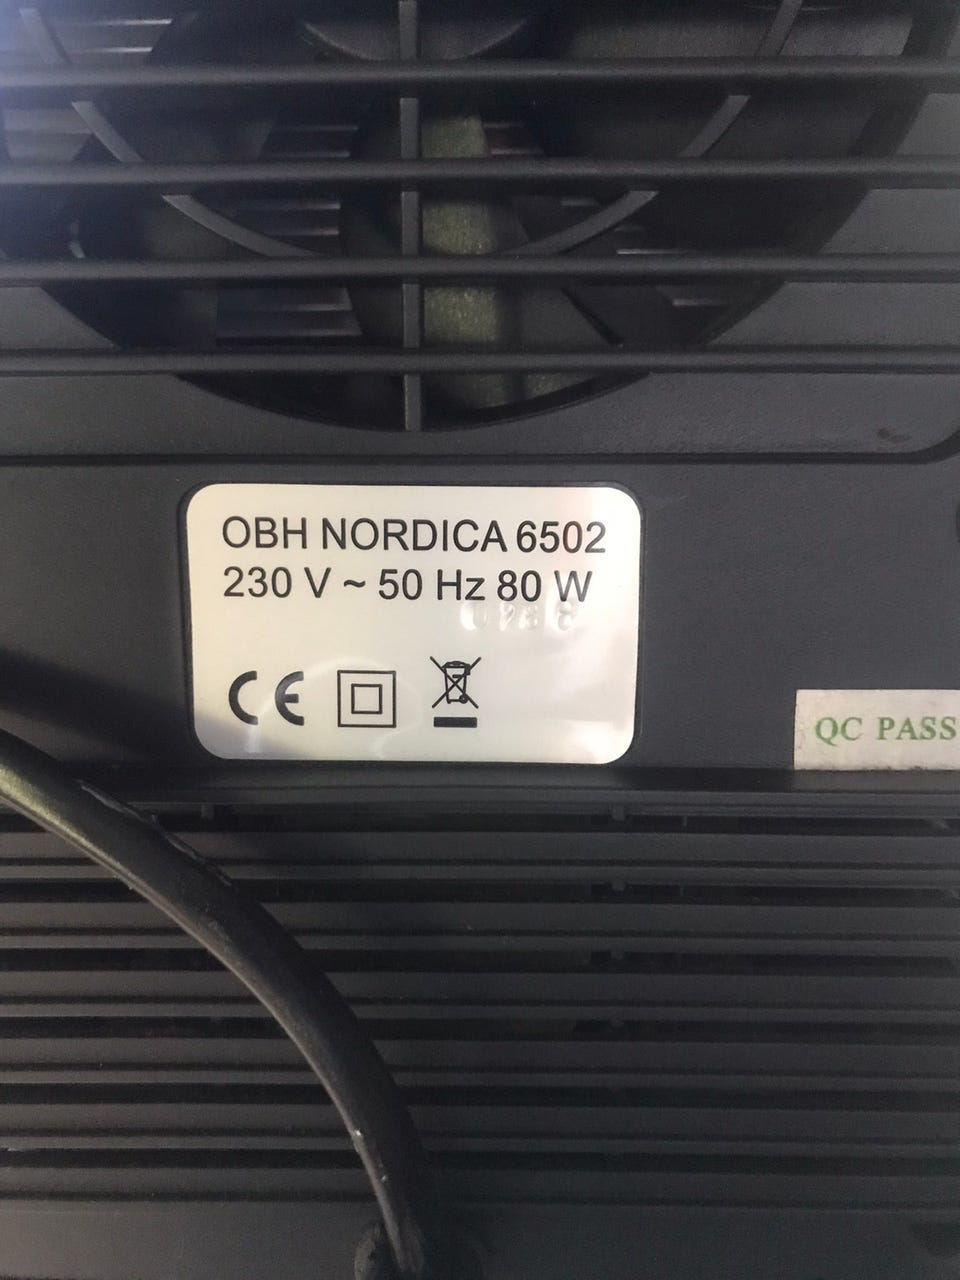 OBH NORDICA 6502
230 V ~ 50 Hz 80 W
CE
QC PASS